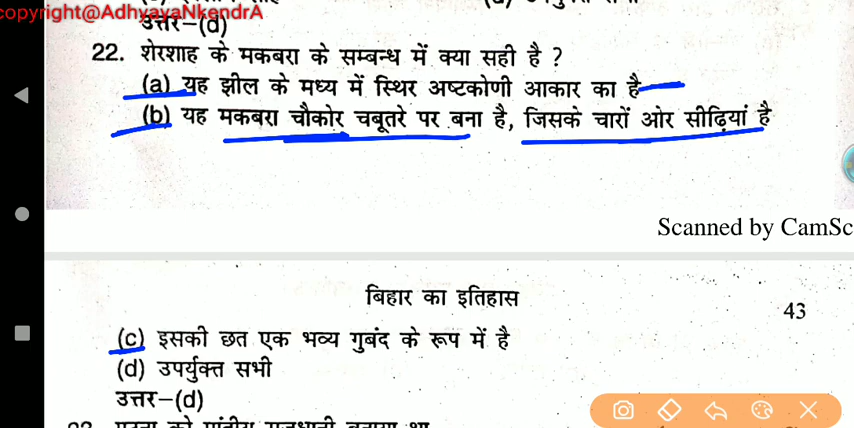 copyright@AdhyayaNkendrA
उत्तर–(d)
22. शेरशाह के मकबरा के सम्बन्ध में क्या सही है ?
(a) यह झील के मध्य में स्थिर अष्टकोणी आकार का है
(b) यह मकबरा चौकोर चबूतरे पर बना है, जिसके चारों ओर सीढ़ियां है
Scanned by CamSc
बिहार का इतिहास
43
(c) इसकी छत एक भव्य गुबंद के रूप में है
(d) उपर्युक्त सभी
उत्तर–(d)